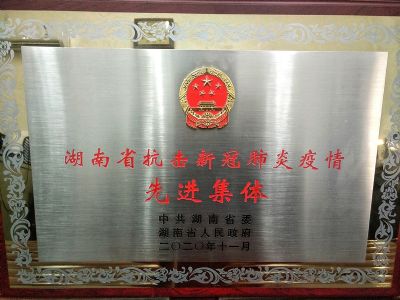 湖南省抗击新冠肺炎疫情
先进集体
中共湖南省委
湖南省人民政府
二〇二〇年十一月